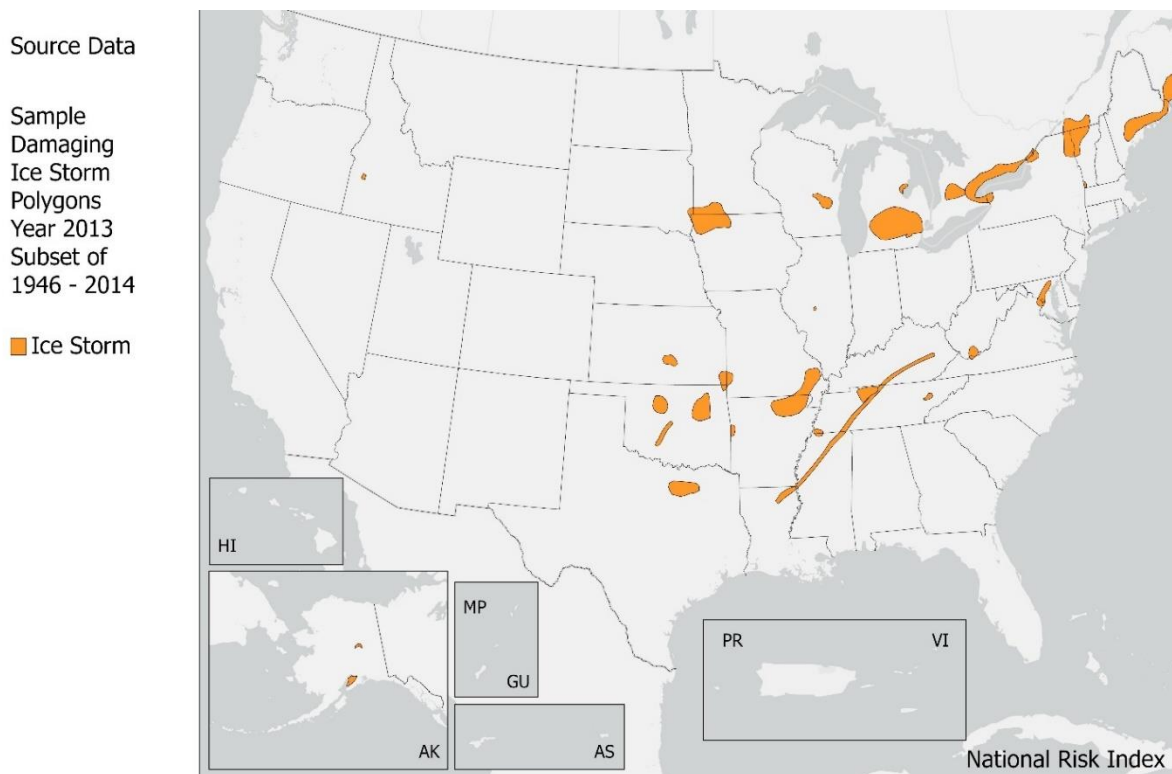 Source Data
Sample
Damaging
Ice Storm
Polygons
Year 2013
Subset of
1946 - 2014
Ice Storm
HI
MP
GU
AK
AS
PR
VI
National Risk Index